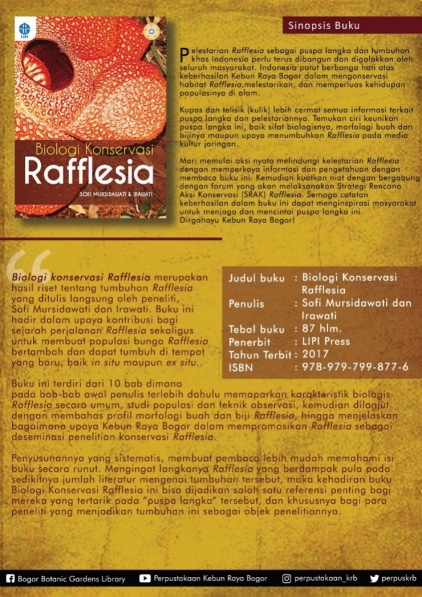 LIPI
Biologi Konservasi
Rafflesia
SOFI MURSIDAWATI & IRAWATI
Sinopsis Buku
Pelestarian Rafflesia sebagai puspa langka dan tumbuhan
khas Indonesia perlu terus dibangun dan digalakkan oleh
seluruh masyarakat. Indonesia patut berbangga hati atas
keberhasilan Kebun Raya Bogor dalam mengonservasi
habitat Rafflesia,melestarikan, dan memperluas kehidupan
populasinya di alam.
Kupas dan telisik (kulik) lebih cermat semua informasi terkait
puspa langka dan pelestariannya. Temukan ciri keunikan
puspa langka ini, baik sifat biologisnya, morfologi buah dan
bijinya maupun upaya menumbuhkan Rafflesia pada media
kultur jaringan.
Mari memulai aksi nyata melindungi kelestarian Rafflesia
dengan memperkaya informasi dan pengetahuan dengan
membaca buku ini. Kemudian kuatkan niat dengan bergabung
dengan forum yang akan melaksanakan Strategi Rencana
Aksi Konservasi (SRAK) Rafflesia. Semoga catatan
keberhasilan dalam buku ini dapat menginspirasi masyarakat
untuk menjaga dan mencintai puspa langka ini.
Dirgahayu Kebun Raya Bogor!
Biologi konservasi Rafflesia merupakan
hasil riset tentang tumbuhan Rafflesia
yang ditulis langsung oleh peneliti,
Sofi Mursidawati dan Irawati. Buku ini
hadir dalam upaya kontribusi bagi
sejarah perjalanan Rafflesia sekaligus
untuk membuat populasi bunga Rafflesia
bertambah dan dapat tumbuh di tempat
yang baru, baik in situ maupun ex situ.
Judul buku : Biologi Konservasi
Rafflesia
Penulis : Sofi Mursidawati dan
Irawati
Tebal buku : 87 hlm.
Penerbit : LIPI Press
Tahun Terbit : 2017
ISBN : 978-979-799-877-6
Buku ini terdiri dari 10 bab dimana
pada bab-bab awal penulis terlebih dahulu memaparkan karakteristik biologis
Rafflesia secara umum, studi populasi dan teknik observasi, kemudian dilanjut
dengan membahas profil morfologi buah dan biji Rafflesia, hingga menjelaskan
bagaimana upaya Kebun Raya Bogor dalam mempromosikan Rafflesia sebagai
deseminasi penelitian konservasi Rafflesia.
Penyusunannya yang sistematis, membuat pembaca lebih mudah memahami isi
buku secara runut. Mengingat langkanya Rafflesia yang berdampak pula pada
sedikitnya jumlah literatur mengenai tumbuhan tersebut, maka kehadiran buku
Biologi Konservasi Rafflesia ini bisa dijadikan salah satu referensi penting bagi
mereka yang tertarik pada "puspa langka" tersebut, dan khususnya bagi para
peneliti yang menjadikan tumbuhan ini sebagai objek penelitiannya.
Bogor Botanic Gardens Library Perpustakaan Kebun Raya Bogor perpustakaan_krb perpuskrb